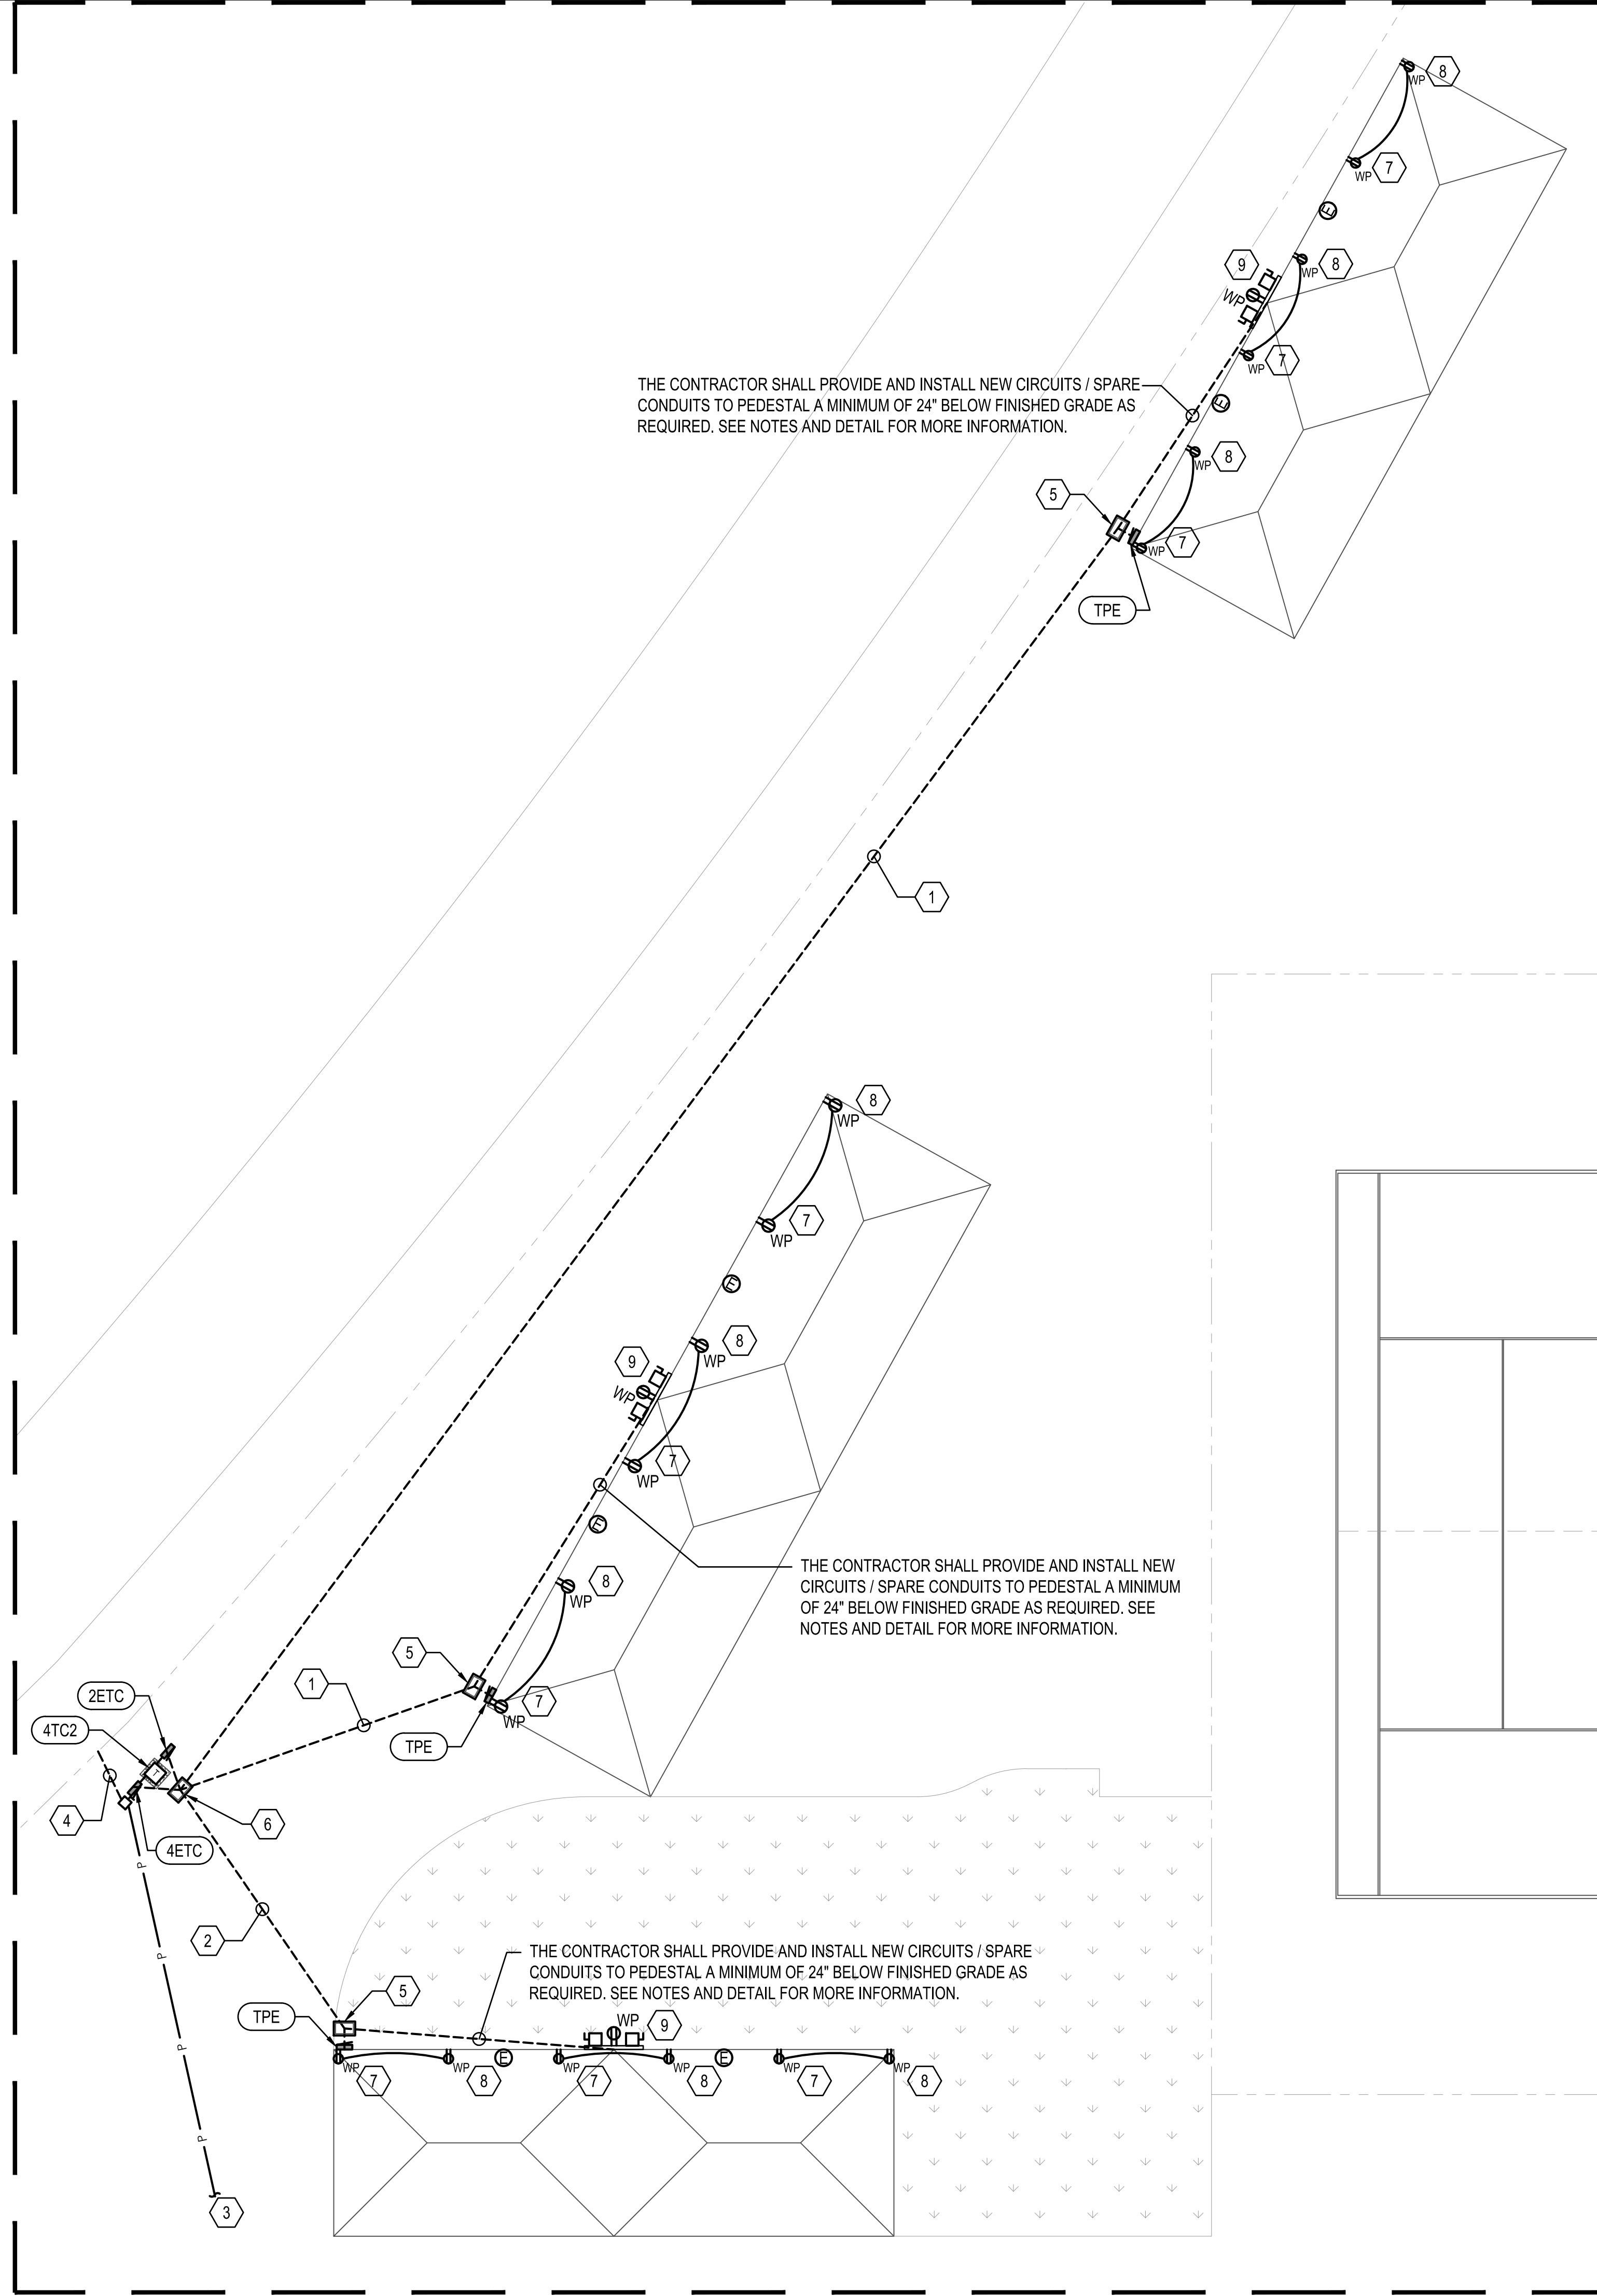 8
WP
7
WP
E
9
8
WP
WP
7
WP
THE CONTRACTOR SHALL PROVIDE AND INSTALL NEW CIRCUITS / SPARE
CONDUITS TO PEDESTAL A MINIMUM OF 24" BELOW FINISHED GRADE AS
REQUIRED. SEE NOTES AND DETAIL FOR MORE INFORMATION.
E
8
WP
5
7
WP
TPE
1
8
WP
7
WP
E
8
WP
9
WP
7
WP
E
THE CONTRACTOR SHALL PROVIDE AND INSTALL NEW
CIRCUITS / SPARE CONDUITS TO PEDESTAL A MINIMUM
OF 24" BELOW FINISHED GRADE AS REQUIRED. SEE
NOTES AND DETAIL FOR MORE INFORMATION.
8
WP
5
1
2ETC
7
WP
4TC2
TPE
T
4
6
4ETC
P
2
P
THE CONTRACTOR SHALL PROVIDE AND INSTALL NEW CIRCUITS / SPARE
CONDUITS TO PEDESTAL A MINIMUM OF 24" BELOW FINISHED GRADE AS
REQUIRED. SEE NOTES AND DETAIL FOR MORE INFORMATION.
5
TPE
WP
9
P
E
E
WP
WP
WP
WP
WP
WP
7
8
7
8
7
8
P
3